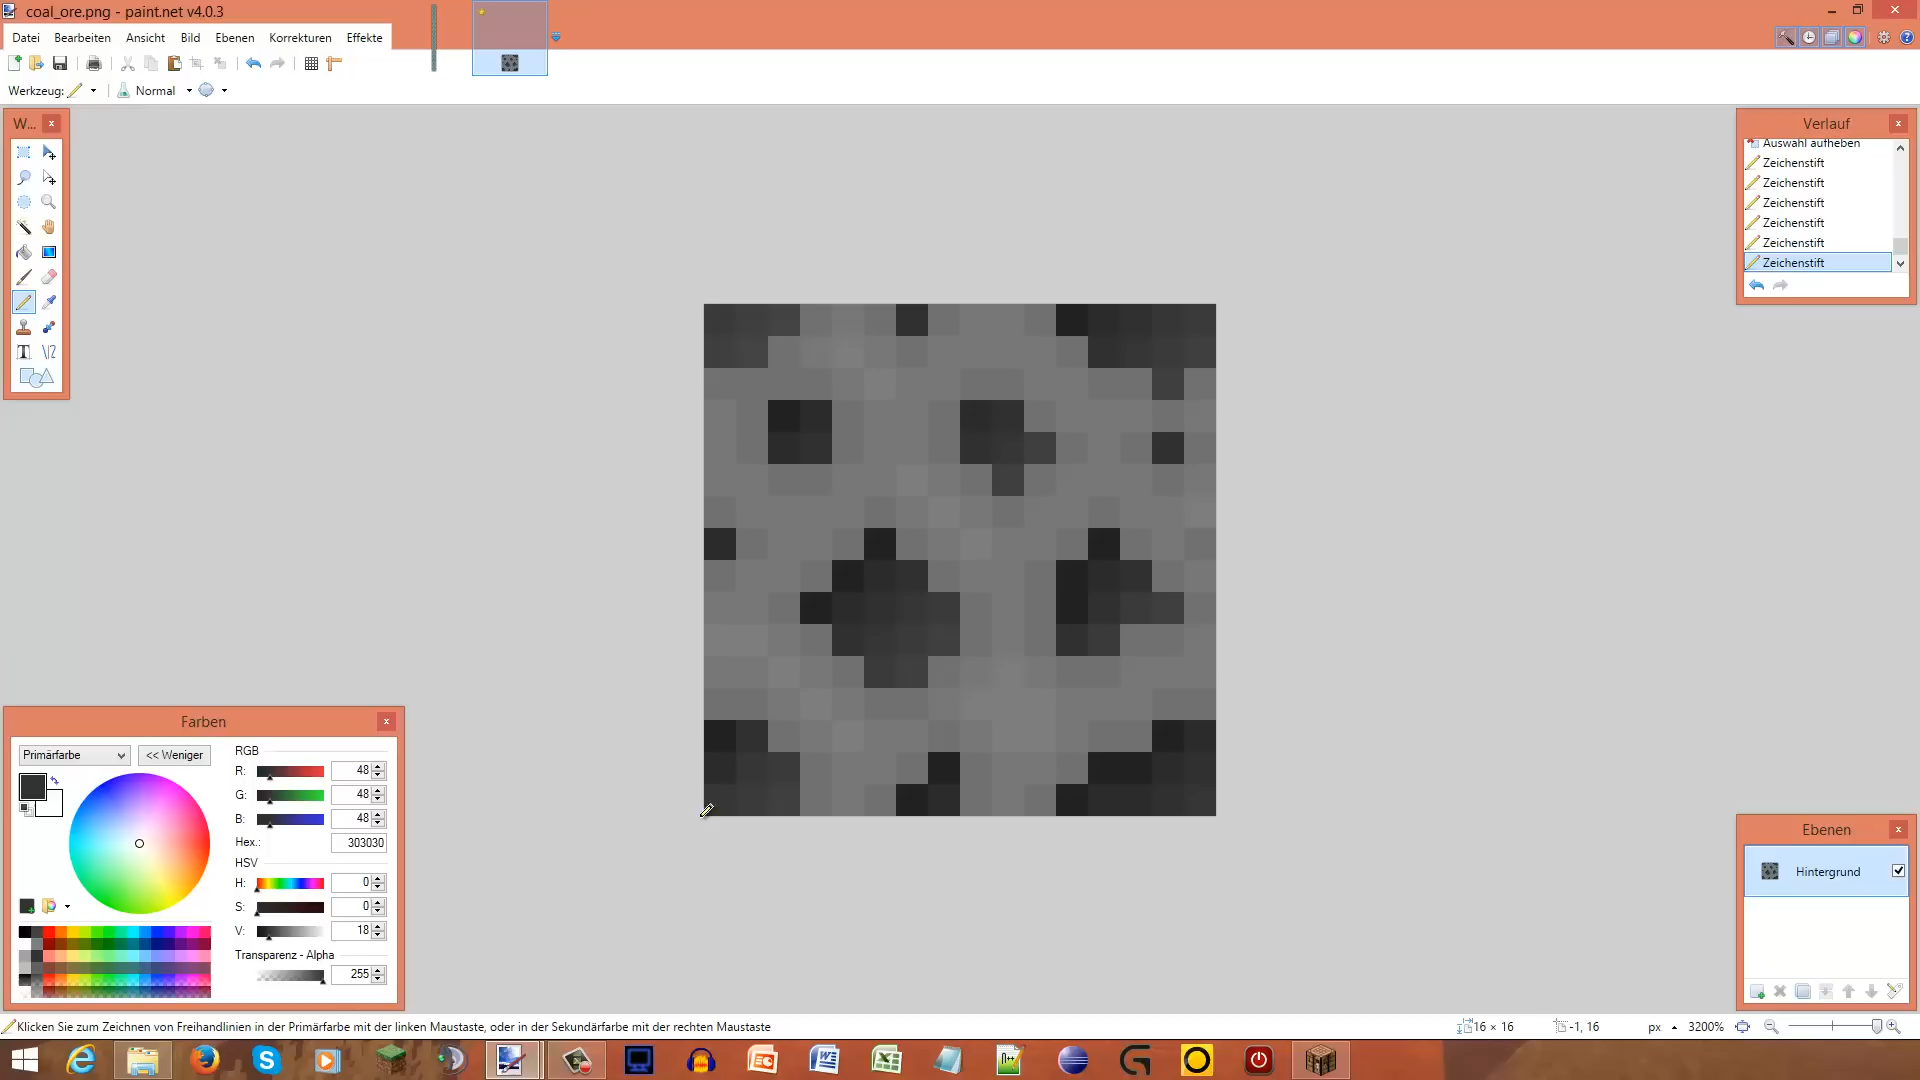 coal_ore.png - paint.net v4.0.3
Datei Bearbeiten Ansicht Bild Ebenen Korrekturen Effekte
Werkzeug: Normal
W...
Verlauf
Auswahl aufheben
Zeichenstift
Zeichenstift
Zeichenstift
Zeichenstift
Zeichenstift
Zeichenstift
Farben
Primärfarbe << Weniger
RGB
R: 48
G: 48
B: 48
Hex.: 303030
HSV
H: 0
S: 0
V: 18
Transparenz - Alpha
255
Ebenen
Hintergrund
Klicken Sie zum Zeichnen von Freihandlinien in der Primärfarbe mit der linken Maustaste, oder in der Sekundärfarbe mit der rechten Maustaste 16 × 16 -1, 16 px 3200%